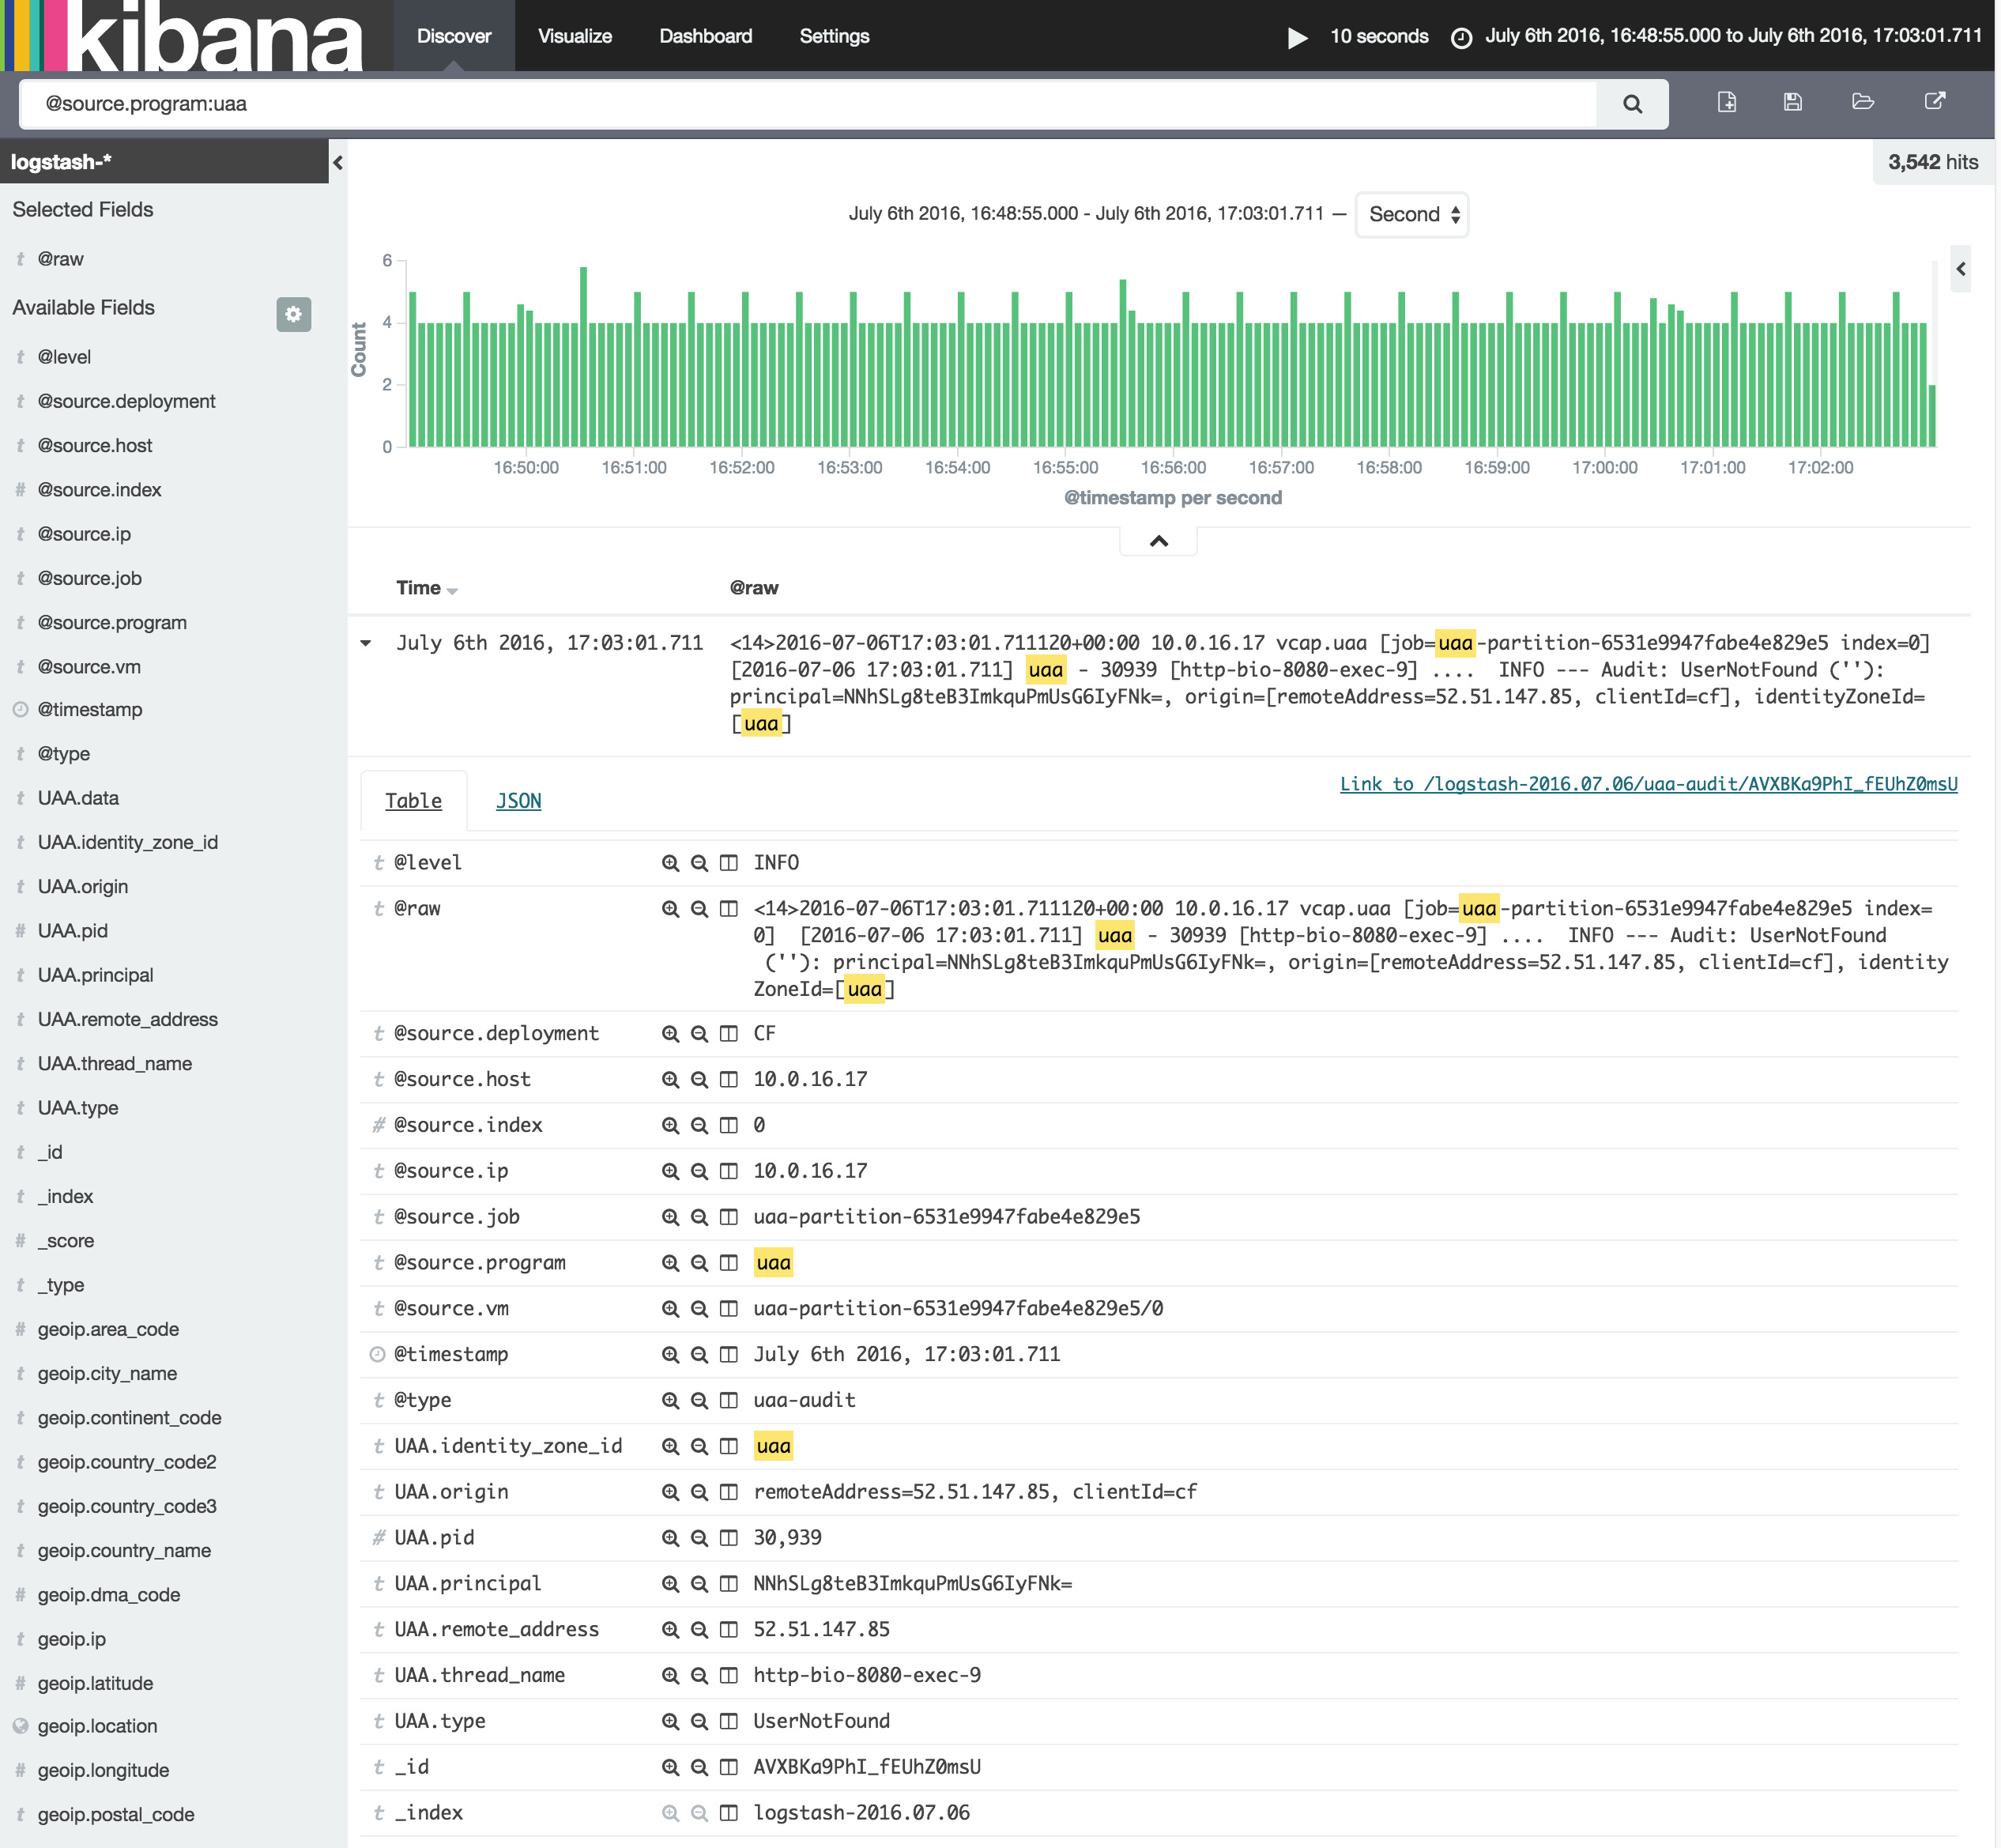 kibana
Discover
Visualize
Dashboard
Settings
10 seconds
July 6th 2016, 16:48:55.000 to July 6th 2016, 17:03:01.711
@source.program:uaa
logstash-*
Selected Fields
t @raw
Available Fields
t @level
t @source.deployment
t @source.host
# @source.index
t @source.ip
t @source.job
t @source.program
t @source.vm
@timestamp
t @type
t UAA.data
t UAA.identity_zone_id
t UAA.origin
# UAA.pid
t UAA.principal
t UAA.remote_address
t UAA.thread_name
t UAA.type
t _id
t _index
# _score
t _type
# geoip.area_code
t geoip.city_name
t geoip.continent_code
t geoip.country_code2
t geoip.country_code3
t geoip.country_name
# geoip.dma_code
t geoip.ip
# geoip.latitude
geoip.location
# geoip.longitude
t geoip.postal_code
3,542 hits
July 6th 2016, 16:48:55.000 - July 6th 2016, 17:03:01.711 —
Second
Count
6
4
2
0
16:50:00 16:51:00 16:52:00 16:53:00 16:54:00 16:55:00 16:56:00 16:57:00 16:58:00 16:59:00 17:00:00 17:01:00 17:02:00
@timestamp per second
Time @raw
July 6th 2016, 17:03:01.711
<14>2016-07-06T17:03:01.711120+00:00 10.0.16.17 vcap.uaa [job=uaa-partition-6531e9947fabe4e829e5 index=0]
[2016-07-06 17:03:01.711] uaa - 30939 [http-bio-8080-exec-9] .... INFO --- Audit: UserNotFound (''):
principal=NNhSLg8teB3ImkquPmUsG6IyFNk=, origin=[remoteAddress=52.51.147.85, clientId=cf], identityZoneId=
[uaa]
Table
JSON
Link to /logstash-2016.07.06/uaa-audit/AVXBKa9PhI_fEUhZ0msU
t @level INFO
t @raw <14>2016-07-06T17:03:01.711120+00:00 10.0.16.17 vcap.uaa [job=uaa-partition-6531e9947fabe4e829e5 index=
0] [2016-07-06 17:03:01.711] uaa - 30939 [http-bio-8080-exec-9] .... INFO --- Audit: UserNotFound
(''): principal=NNhSLg8teB3ImkquPmUsG6IyFNk=, origin=[remoteAddress=52.51.147.85, clientId=cf], identity
ZoneId=[uaa]
t @source.deployment CF
t @source.host 10.0.16.17
# @source.index 0
t @source.ip 10.0.16.17
t @source.job uaa-partition-6531e9947fabe4e829e5
t @source.program uaa
t @source.vm uaa-partition-6531e9947fabe4e829e5/0
@timestamp July 6th 2016, 17:03:01.711
t @type uaa-audit
t UAA.identity_zone_id uaa
t UAA.origin remoteAddress=52.51.147.85, clientId=cf
# UAA.pid 30,939
t UAA.principal NNhSLg8teB3ImkquPmUsG6IyFNk=
t UAA.remote_address 52.51.147.85
t UAA.thread_name http-bio-8080-exec-9
t UAA.type UserNotFound
t _id AVXBKa9PhI_fEUhZ0msU
t _index logstash-2016.07.06